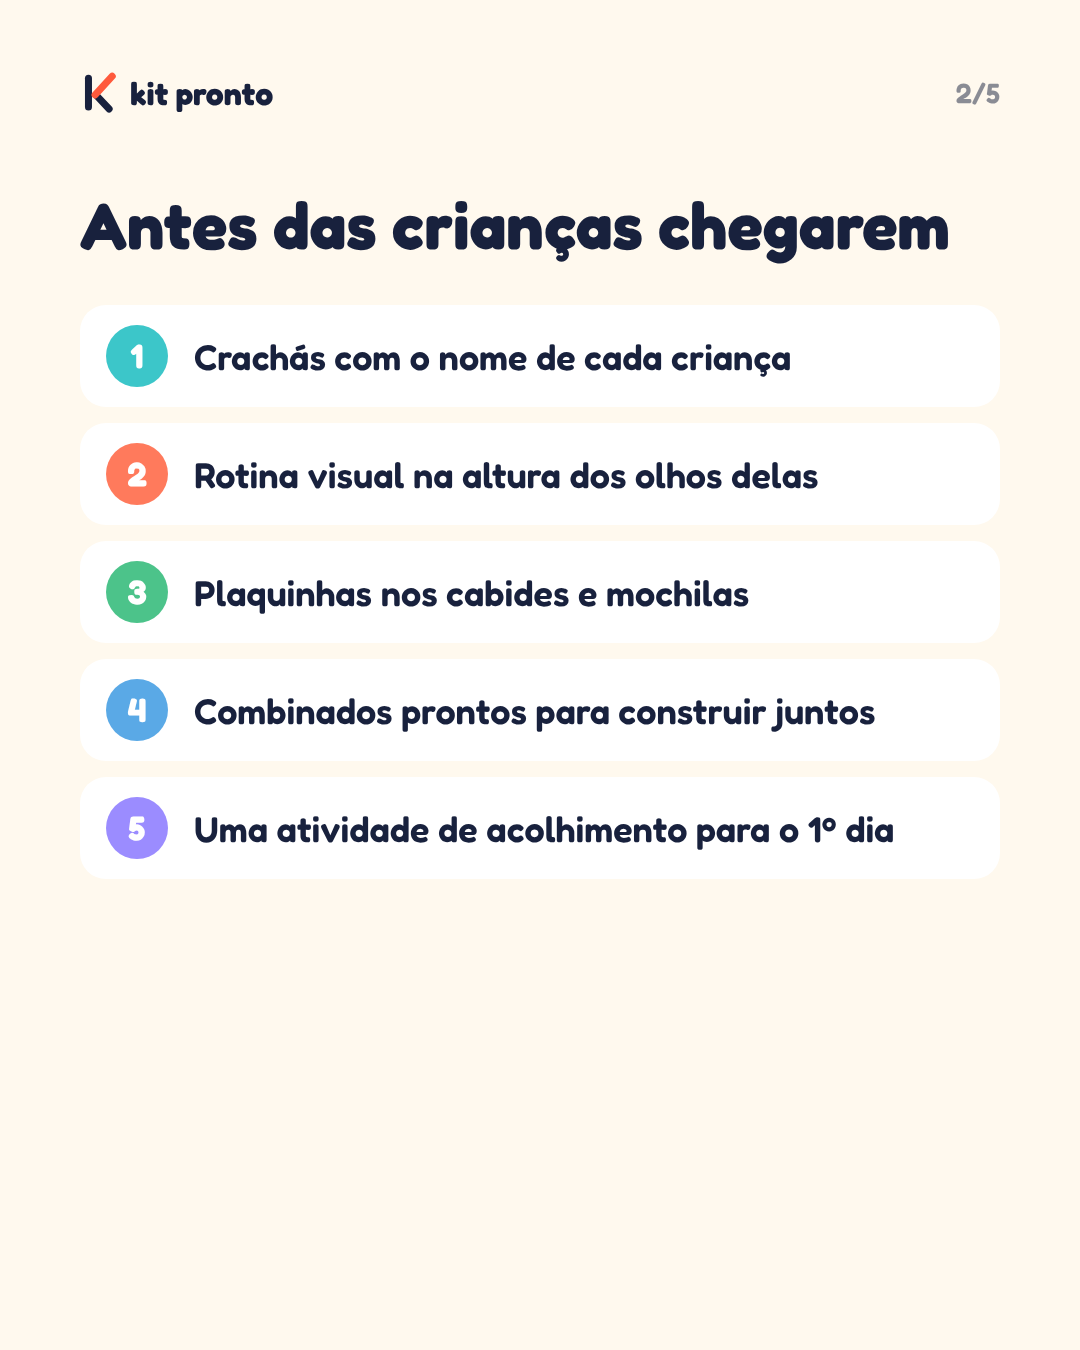 kit pronto
2/5
Antes das crianças chegarem
1 Crachás com o nome de cada criança
2 Rotina visual na altura dos olhos delas
3 Plaquinhas nos cabides e mochilas
4 Combinados prontos para construir juntos
5 Uma atividade de acolhimento para o 1º dia